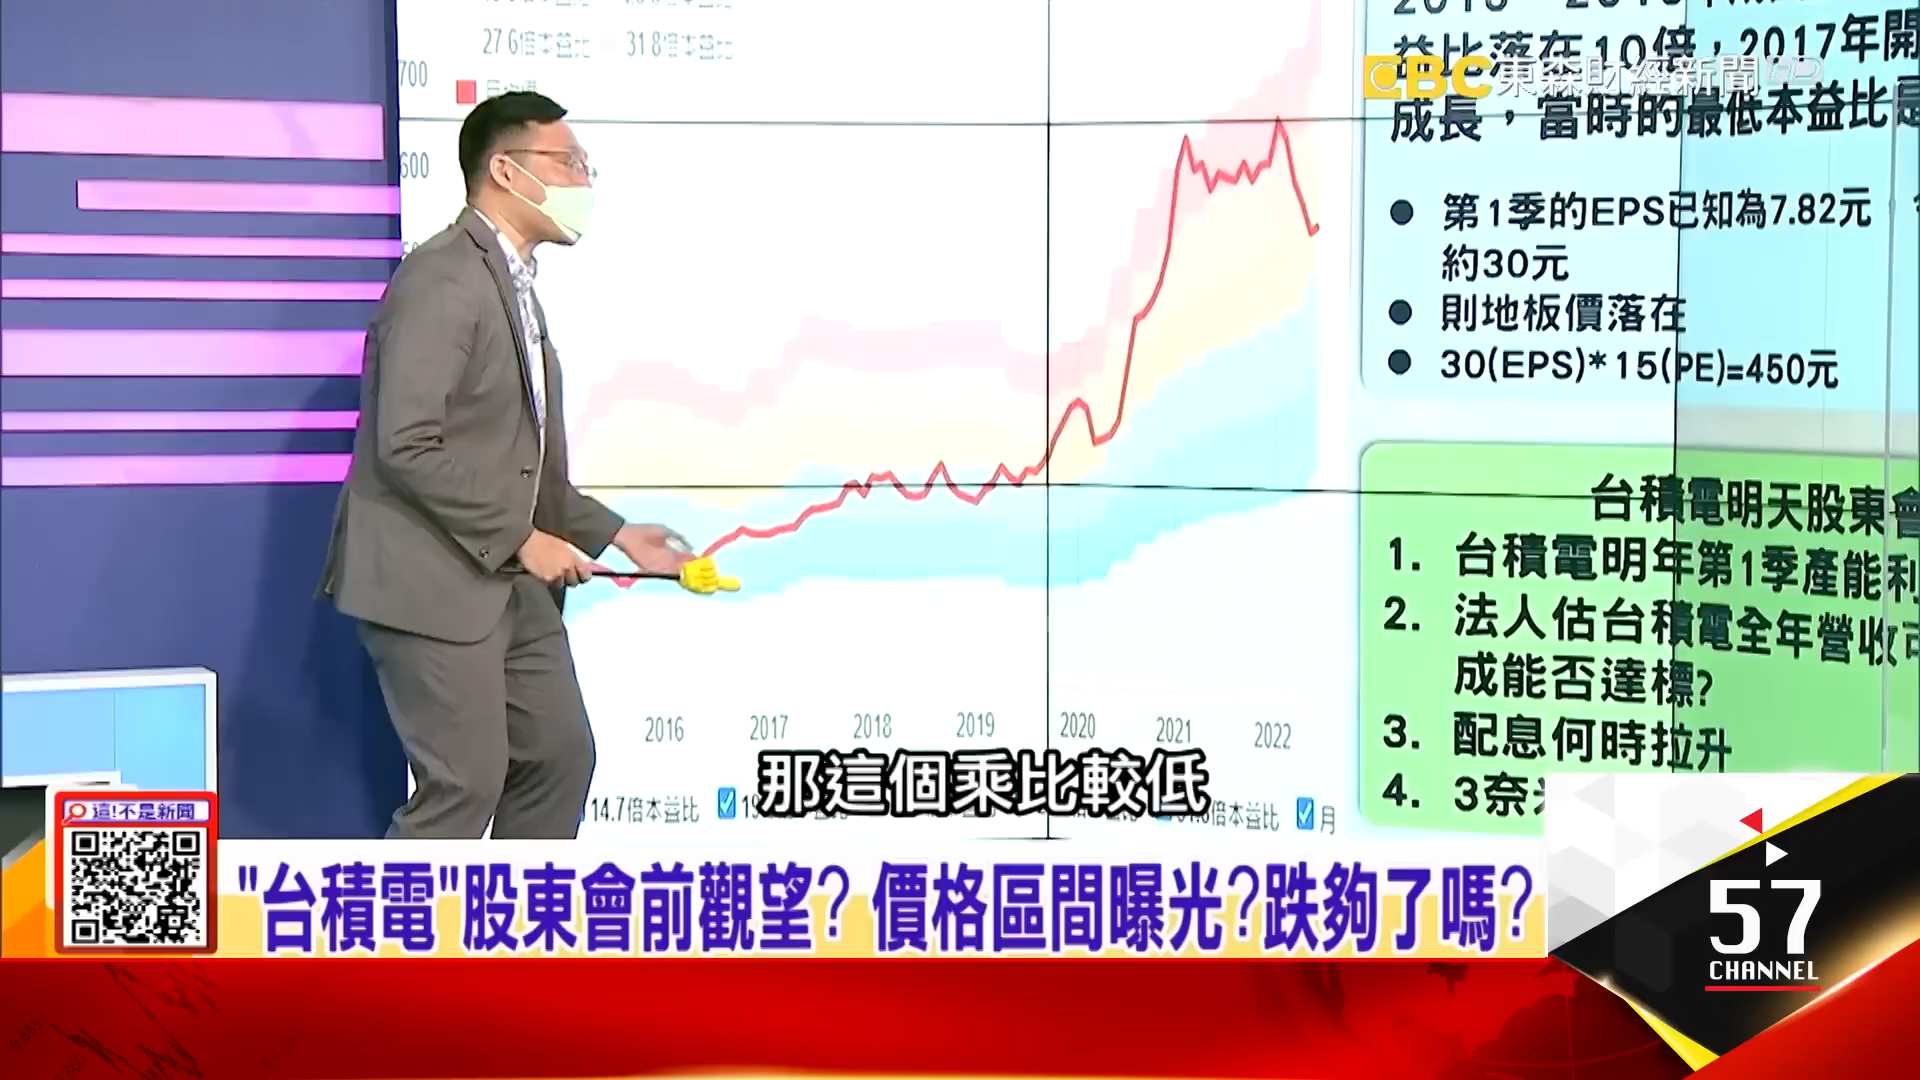 27.6倍本益比 31.8倍本益比
700
600
益比落在10倍，2017年開
成長，當時的最低本益比是
EBC東森財經新聞HD
第1季的EPS已知為7.82元
約30元
則地板價落在
30(EPS)*15(PE)=450元
台積電明天股東會
1. 台積電明年第1季產能利
2. 法人估台積電全年營收可
成能否達標?
3. 配息何時拉升
4. 3奈
2016 2017 2018 2019 2020 2021 2022
14.7倍本益比
倍本益比
月
那這個乘比較低
這!不是新聞
"台積電"股東會前觀望? 價格區間曝光?跌夠了嗎?
57
CHANNEL